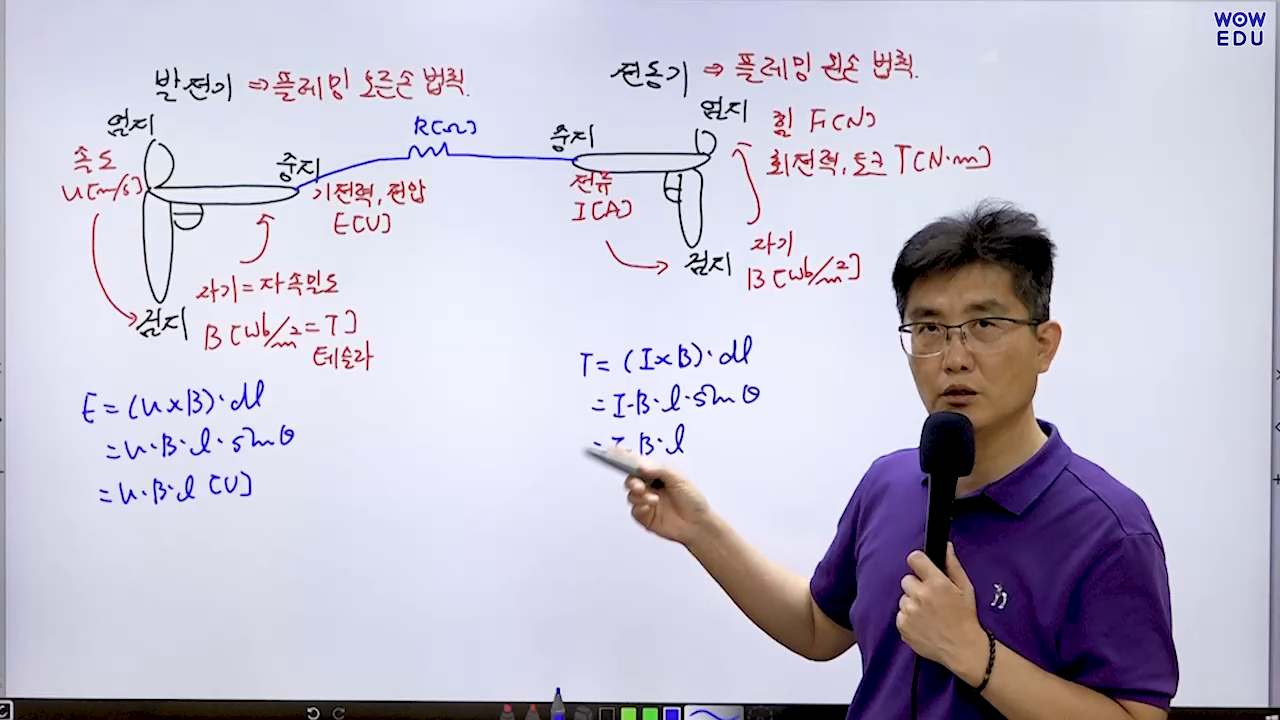 WOW
EDU
발전기 ⇒ 플레밍 오른손 법칙.
엄지
속도
u[m/s]
중지
기전력, 전압
E[V]
자기 = 자속밀도
B [wb/m² = T]
테슬라
검지
R[Ω]
E = (u×B)·dl
= u·B·l·sinθ
= u·B·l [V]
전동기 ⇒ 플레밍 왼손 법칙.
엄지
힘 F[N]
회전력, 토크 T[N·m]
중지
전류
I[A]
검지
자기
B[wb/m²]
T = (I×B)·dl
= I·B·l·sinθ
= I·B·l